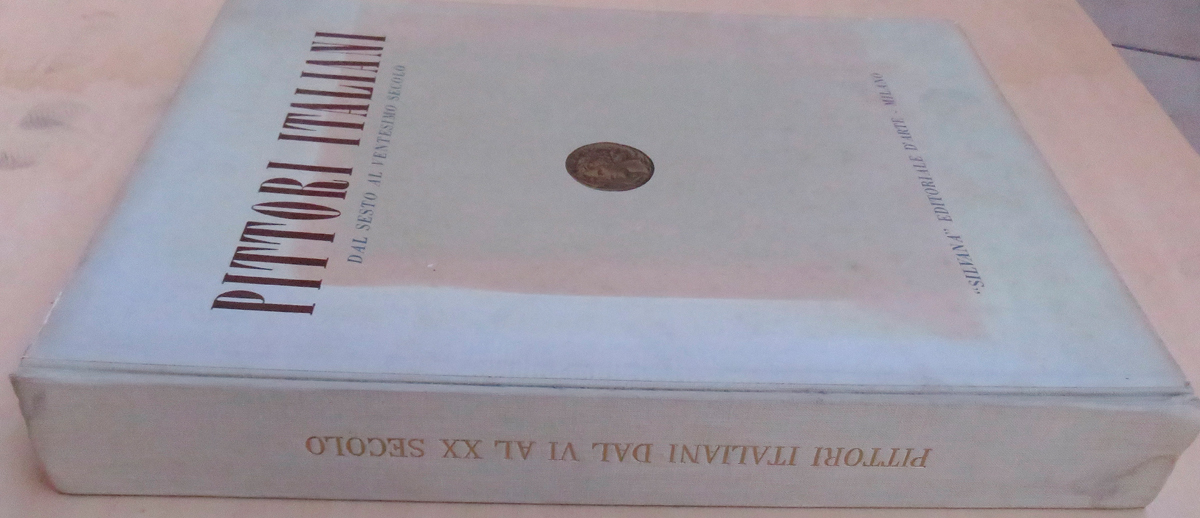 PITTORI ITALIANI
DAL SESTO AL VENTESIMO SECOLO
"SILVANA" EDITORIALE D'ARTE - MILANO
PITTORI ITALIANI DAL VI AL XX SECOLO